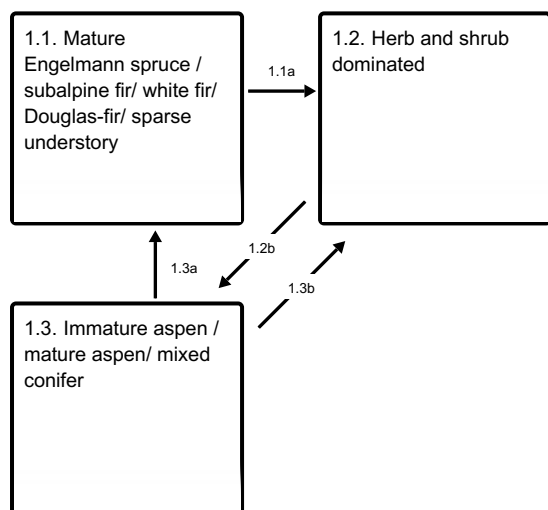 1.1. Mature
Engelmann spruce /
subalpine fir/ white fir/
Douglas-fir/ sparse
understory
1.1a
1.2. Herb and shrub
dominated
1.2b
1.3a
1.3b
1.3. Immature aspen /
mature aspen/ mixed
conifer